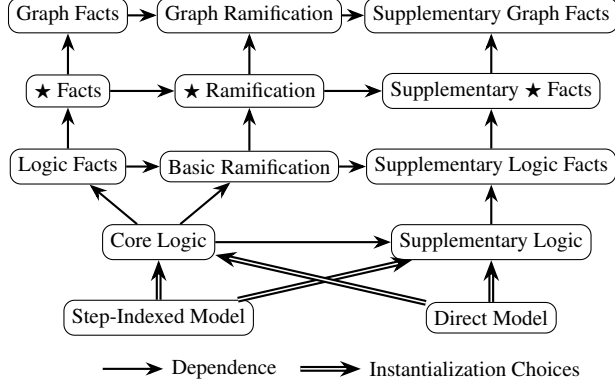 Graph Facts Graph Ramification Supplementary Graph Facts
★ Facts ★ Ramification Supplementary ★ Facts
Logic Facts Basic Ramification Supplementary Logic Facts
Core Logic Supplementary Logic
Step-Indexed Model Direct Model
Dependence Instantialization Choices